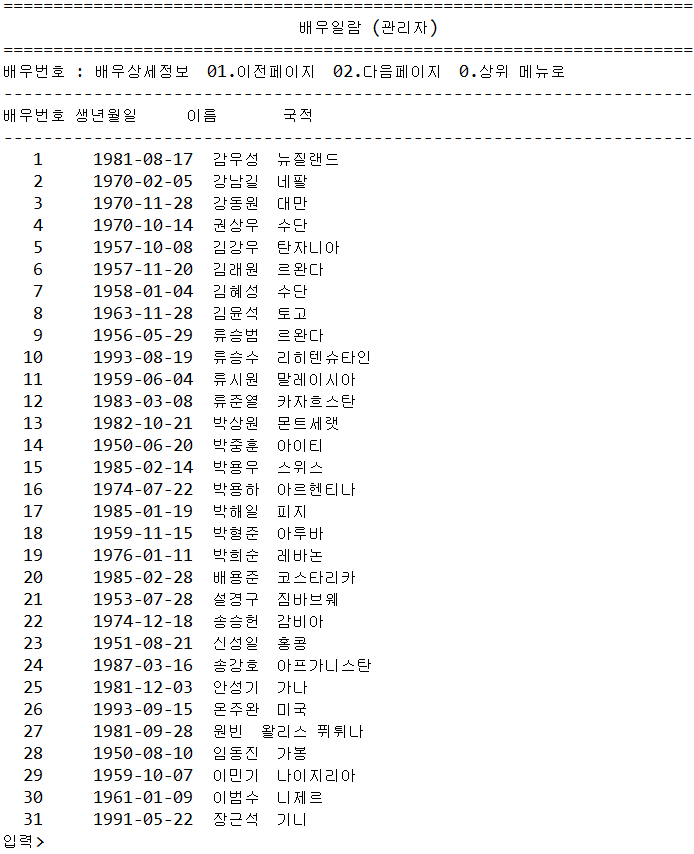 =====================================================================
배우일람 (관리자)
=====================================================================
배우번호 : 배우상세정보 01.이전페이지 02.다음페이지 0.상위 메뉴로
---------------------------------------------------------------------
배우번호 생년월일 이름 국적
---------------------------------------------------------------------
1 1981-08-17 감우성 뉴질랜드
2 1970-02-05 강남길 네팔
3 1970-11-28 강동원 대만
4 1970-10-14 권상우 수단
5 1957-10-08 김강우 탄자니아
6 1957-11-20 김래원 르완다
7 1958-01-04 김혜성 수단
8 1963-11-28 김윤석 토고
9 1956-05-29 류승범 르완다
10 1993-08-19 류승수 리히텐슈타인
11 1959-06-04 류시원 말레이시아
12 1983-03-08 류준열 카자흐스탄
13 1982-10-21 박상원 몬트세랫
14 1950-06-20 박중훈 아이티
15 1985-02-14 박용우 스위스
16 1974-07-22 박용하 아르헨티나
17 1985-01-19 박해일 피지
18 1959-11-15 박형준 아루바
19 1976-01-11 박희순 레바논
20 1985-02-28 배용준 코스타리카
21 1953-07-28 설경구 짐바브웨
22 1974-12-18 송승헌 감비아
23 1951-08-21 신성일 홍콩
24 1987-03-16 송강호 아프가니스탄
25 1981-12-03 안성기 가나
26 1993-09-15 온주완 미국
27 1981-09-28 원빈 왈리스 퓌튀나
28 1950-08-10 임동진 가봉
29 1959-10-07 이민기 나이지리아
30 1961-01-09 이범수 니제르
31 1991-05-22 장근석 기니
입력>